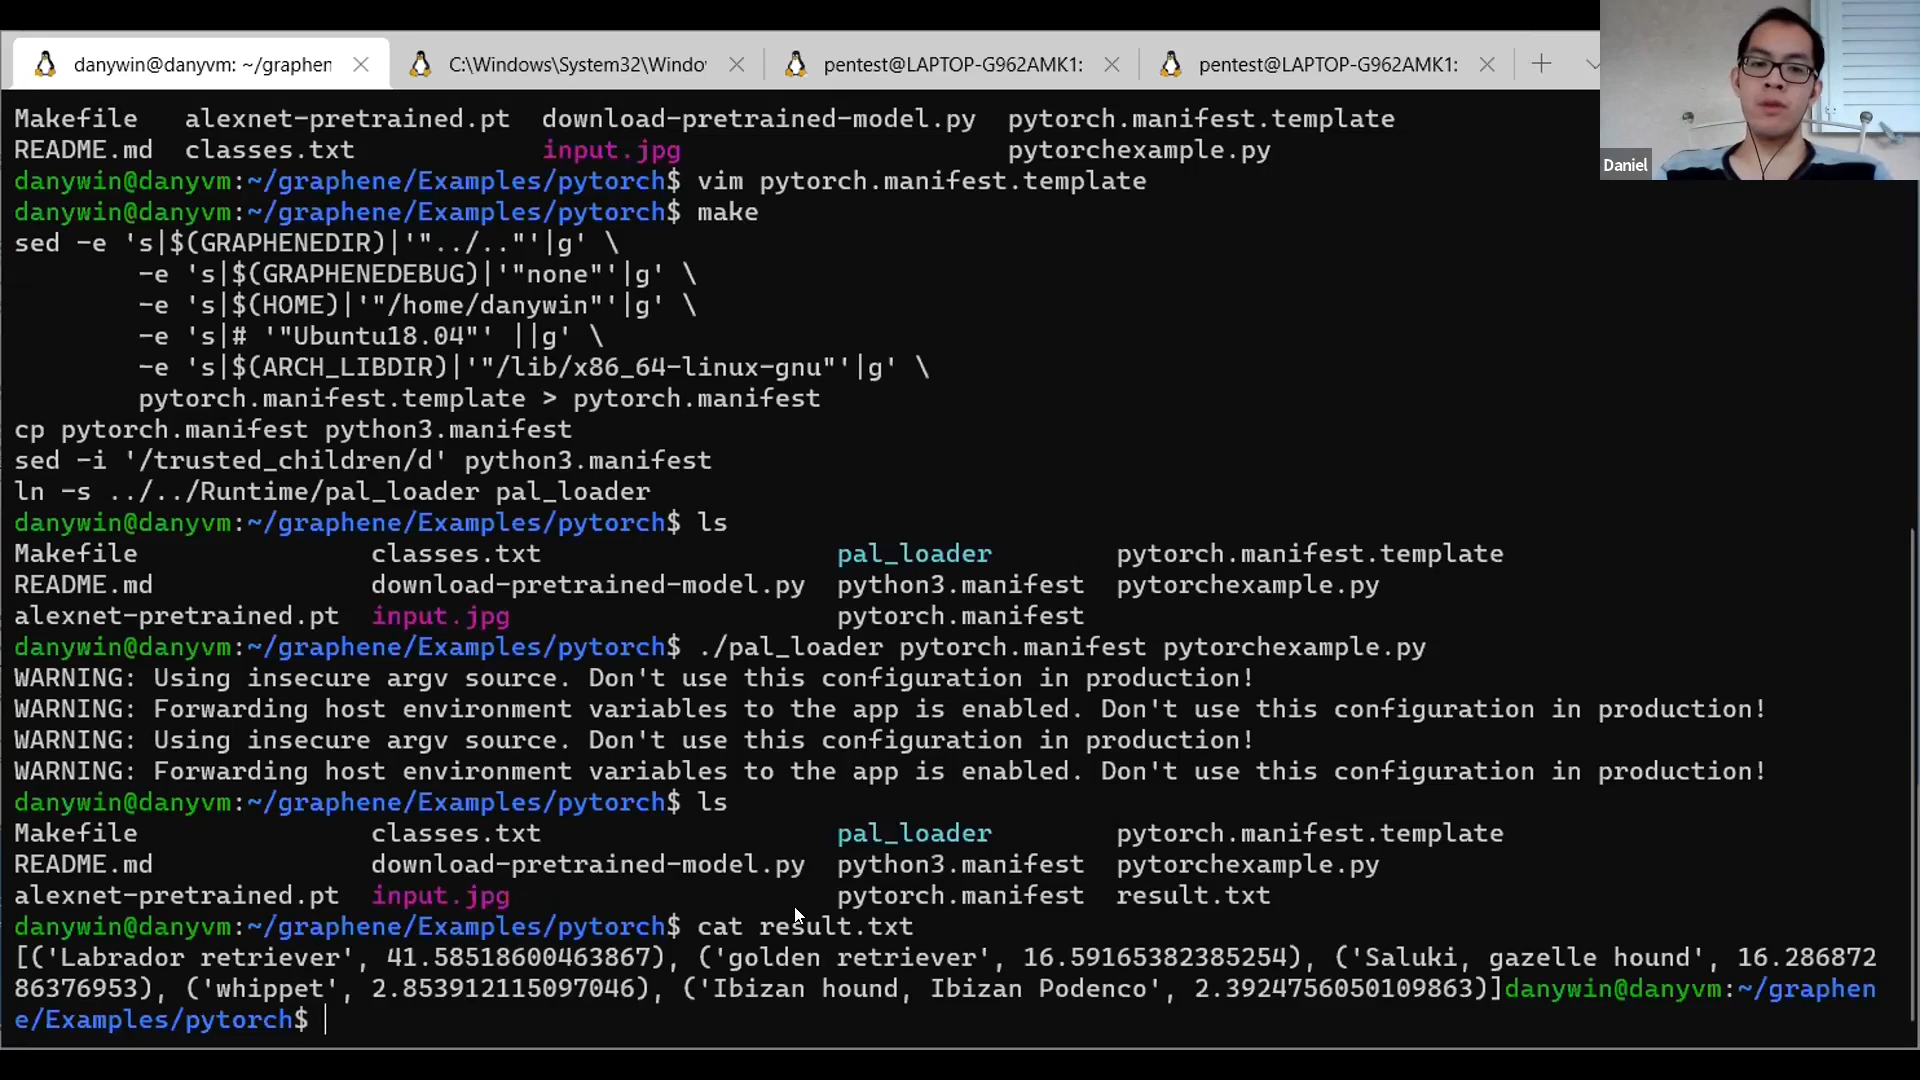 danywin@danyvm: ~/graphen
C:\Windows\System32\Windo
pentest@LAPTOP-G962AMK1:
pentest@LAPTOP-G962AMK1:
Daniel
Makefile alexnet-pretrained.pt download-pretrained-model.py pytorch.manifest.template
README.md classes.txt input.jpg pytorchexample.py
danywin@danyvm:~/graphene/Examples/pytorch$ vim pytorch.manifest.template
danywin@danyvm:~/graphene/Examples/pytorch$ make
sed -e 's|$(GRAPHENEDIR)|'"../.."'|g' \
-e 's|$(GRAPHENEDEBUG)|'"none"'|g' \
-e 's|$(HOME)|'"/home/danywin"'|g' \
-e 's|# '"Ubuntu18.04"' ||g' \
-e 's|$(ARCH_LIBDIR)|'"/lib/x86_64-linux-gnu"'|g' \
pytorch.manifest.template > pytorch.manifest
cp pytorch.manifest python3.manifest
sed -i '/trusted_children/d' python3.manifest
ln -s ../../Runtime/pal_loader pal_loader
danywin@danyvm:~/graphene/Examples/pytorch$ ls
Makefile classes.txt pal_loader pytorch.manifest.template
README.md download-pretrained-model.py python3.manifest pytorchexample.py
alexnet-pretrained.pt input.jpg pytorch.manifest
danywin@danyvm:~/graphene/Examples/pytorch$ ./pal_loader pytorch.manifest pytorchexample.py
WARNING: Using insecure argv source. Don't use this configuration in production!
WARNING: Forwarding host environment variables to the app is enabled. Don't use this configuration in production!
WARNING: Using insecure argv source. Don't use this configuration in production!
WARNING: Forwarding host environment variables to the app is enabled. Don't use this configuration in production!
danywin@danyvm:~/graphene/Examples/pytorch$ ls
Makefile classes.txt pal_loader pytorch.manifest.template
README.md download-pretrained-model.py python3.manifest pytorchexample.py
alexnet-pretrained.pt input.jpg pytorch.manifest result.txt
danywin@danyvm:~/graphene/Examples/pytorch$ cat result.txt
[('Labrador retriever', 41.58518600463867), ('golden retriever', 16.59165382385254), ('Saluki, gazelle hound', 16.286872
86376953), ('whippet', 2.853912115097046), ('Ibizan hound, Ibizan Podenco', 2.3924756050109863)]danywin@danyvm:~/graphen
e/Examples/pytorch$